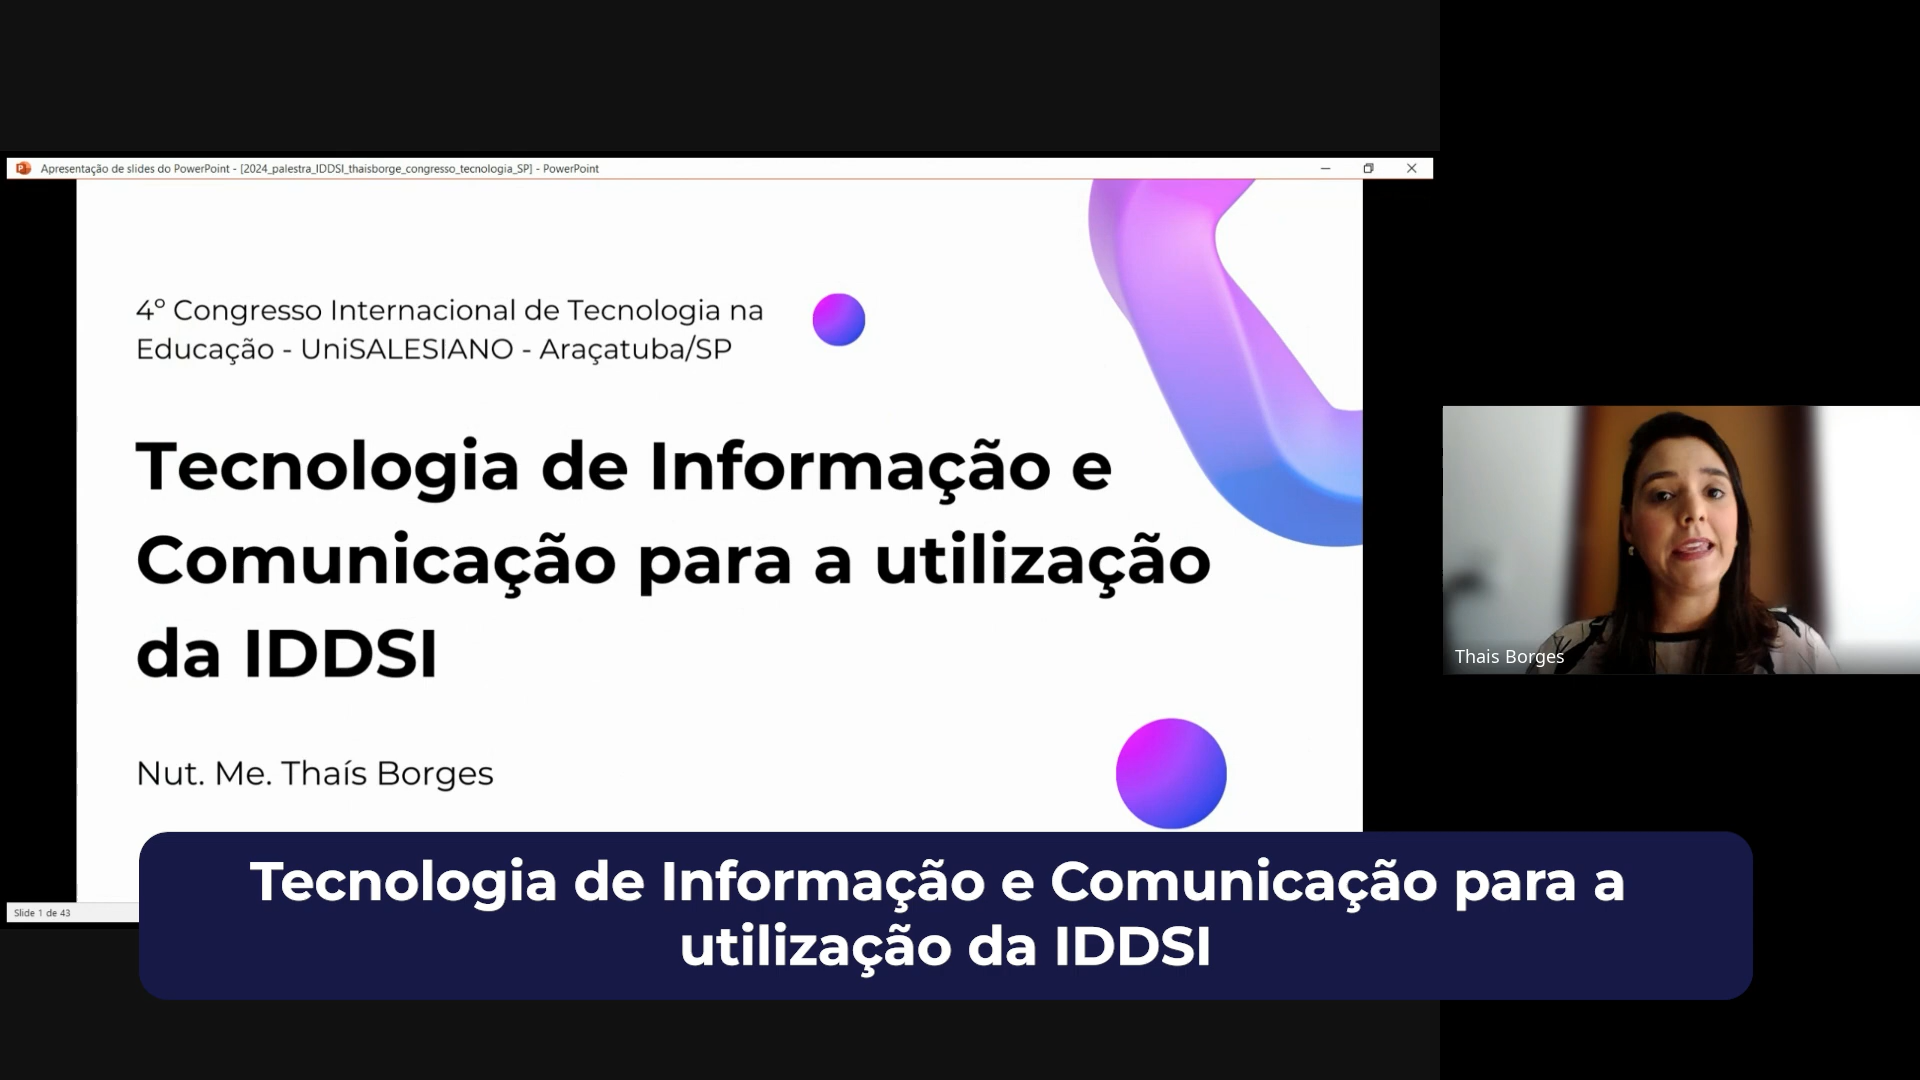 Apresentação de slides do PowerPoint - [2024_palestra_IDDSI_thaisborge_congresso_tecnologia_SP] - PowerPoint
4º Congresso Internacional de Tecnologia na
Educação - UniSALESIANO - Araçatuba/SP
Tecnologia de Informação e
Comunicação para a utilização
da IDDSI
Nut. Me. Thaís Borges
Thais Borges
Slide 1 de 43
Tecnologia de Informação e Comunicação para a
utilização da IDDSI